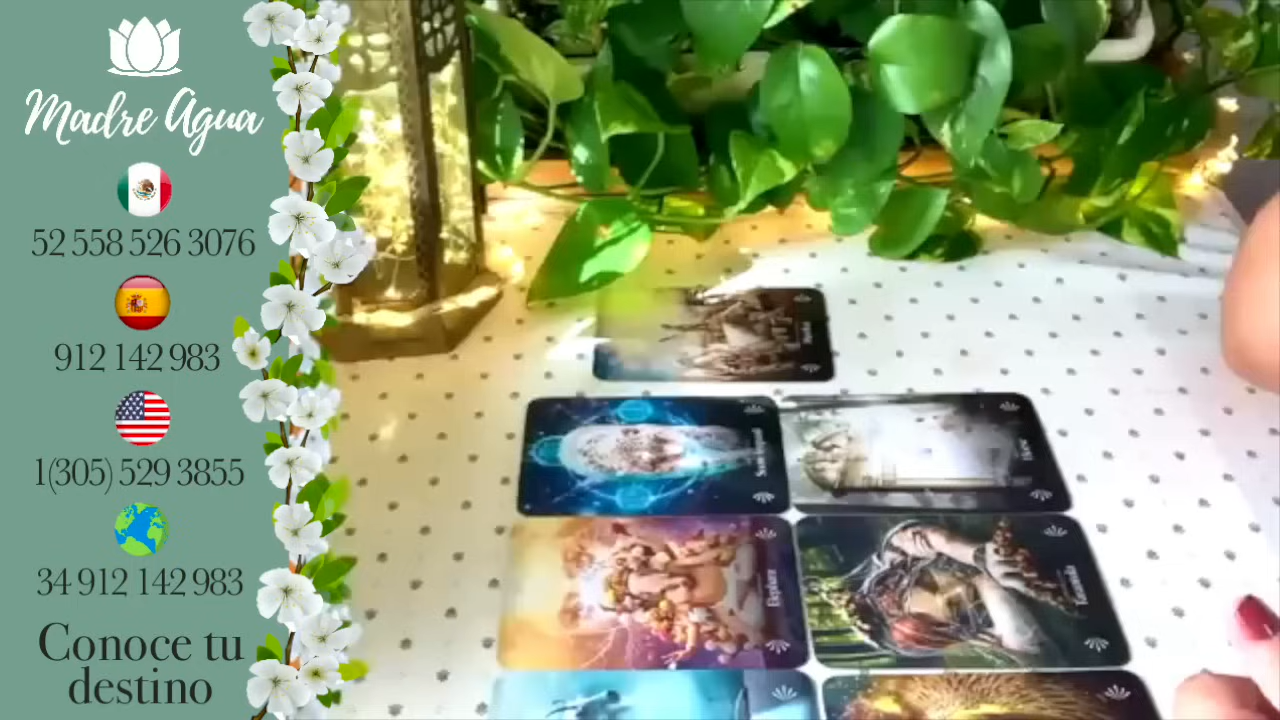 Madre Agua
52 558 526 3076
912 142 983
1(305) 529 3855
34 912 142 983
Conoce tu
destino